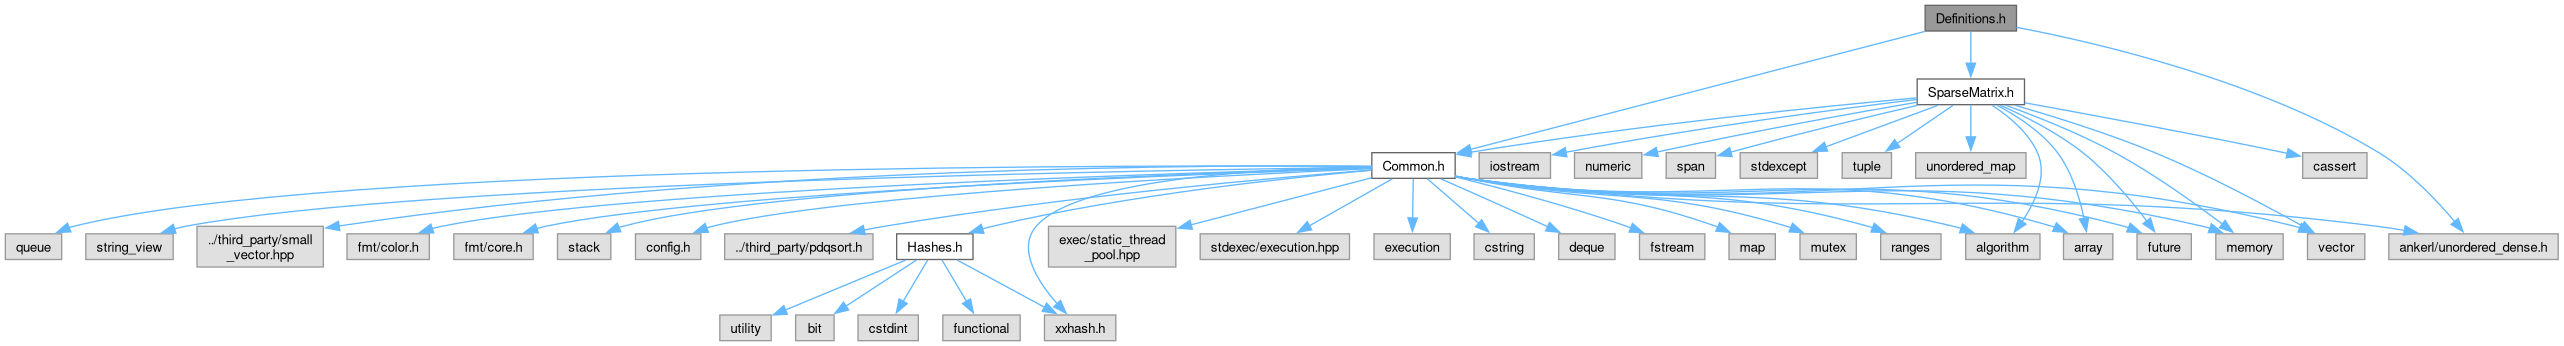 Definitions.h
SparseMatrix.h
Common.h
iostream
numeric
span
stdexcept
tuple
unordered_map
cassert
queue
string_view
../third_party/small
_vector.hpp
fmt/color.h
fmt/core.h
stack
config.h
../third_party/pdqsort.h
Hashes.h
exec/static_thread
_pool.hpp
stdexec/execution.hpp
execution
cstring
deque
fstream
map
mutex
ranges
algorithm
array
future
memory
vector
ankerl/unordered_dense.h
utility
bit
cstdint
functional
xxhash.h